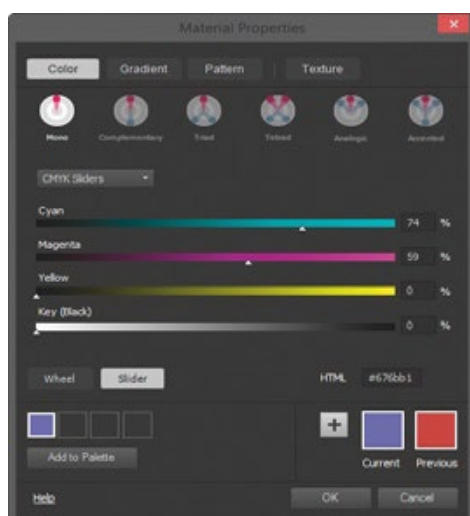 Material Properties
Color Gradient Pattern Texture
Mono Complementary Triad Tetrad Analogic Accented
CMYK Sliders
Cyan
74 %
Magenta
59 %
Yellow
0 %
Key (Black)
0 %
Wheel Slider HTML #676bb1
Add to Palette
Current Previous
Help OK Cancel